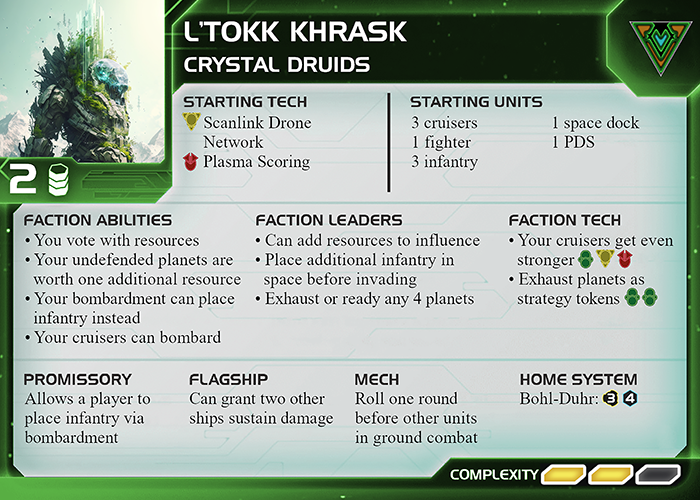 L'TOKK KHRASK
CRYSTAL DRUIDS
2
STARTING TECH
Scanlink Drone
Network
Plasma Scoring
STARTING UNITS
3 cruisers
1 fighter
3 infantry
1 space dock
1 PDS
FACTION ABILITIES
• You vote with resources
• Your undefended planets are
worth one additional resource
• Your bombardment can place
infantry instead
• Your cruisers can bombard
FACTION LEADERS
• Can add resources to influence
• Place additional infantry in
space before invading
• Exhaust or ready any 4 planets
FACTION TECH
• Your cruisers get even
stronger
• Exhaust planets as
strategy tokens
PROMISSORY
Allows a player to
place infantry via
bombardment
FLAGSHIP
Can grant two other
ships sustain damage
MECH
Roll one round
before other units
in ground combat
HOME SYSTEM
Bohl-Duhr: 3 4
COMPLEXITY